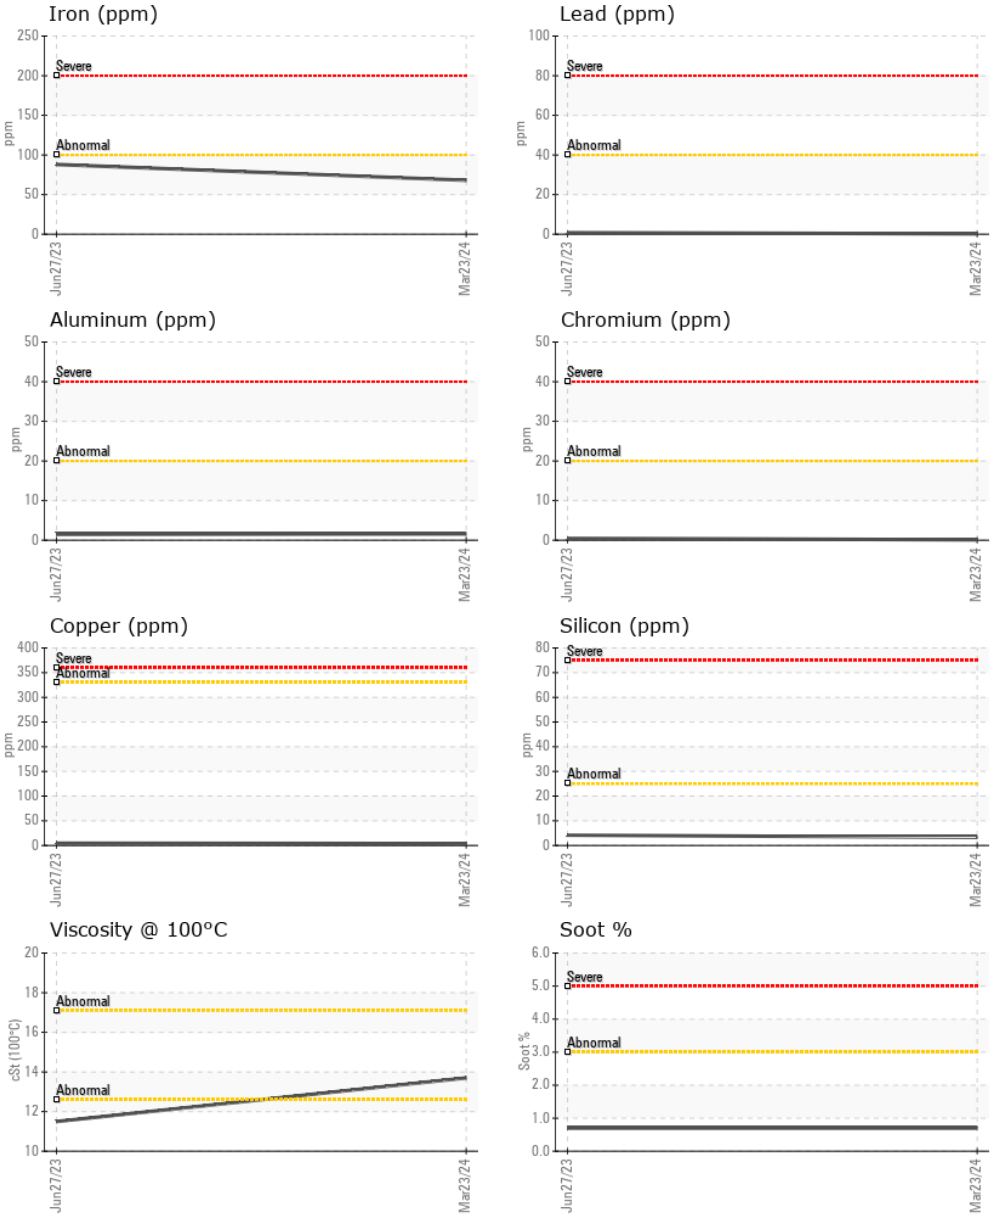 Iron (ppm)
250
200
150
100
50
0
ppm
Severe
Abnormal
Jun27/23
Mar23/24
Lead (ppm)
100
80
60
40
20
0
ppm
Severe
Abnormal
Jun27/23
Mar23/24
Aluminum (ppm)
50
40
30
20
10
0
ppm
Severe
Abnormal
Jun27/23
Mar23/24
Chromium (ppm)
50
40
30
20
10
0
ppm
Severe
Abnormal
Jun27/23
Mar23/24
Copper (ppm)
400
350
300
250
200
150
100
50
0
ppm
Severe
Abnormal
Jun27/23
Mar23/24
Silicon (ppm)
80
70
60
50
40
30
20
10
0
ppm
Severe
Abnormal
Jun27/23
Mar23/24
Viscosity @ 100°C
20
18
16
14
12
10
cSt (100°C)
Abnormal
Abnormal
Jun27/23
Mar23/24
Soot %
6.0
5.0
4.0
3.0
2.0
1.0
0.0
Soot %
Severe
Abnormal
Jun27/23
Mar23/24